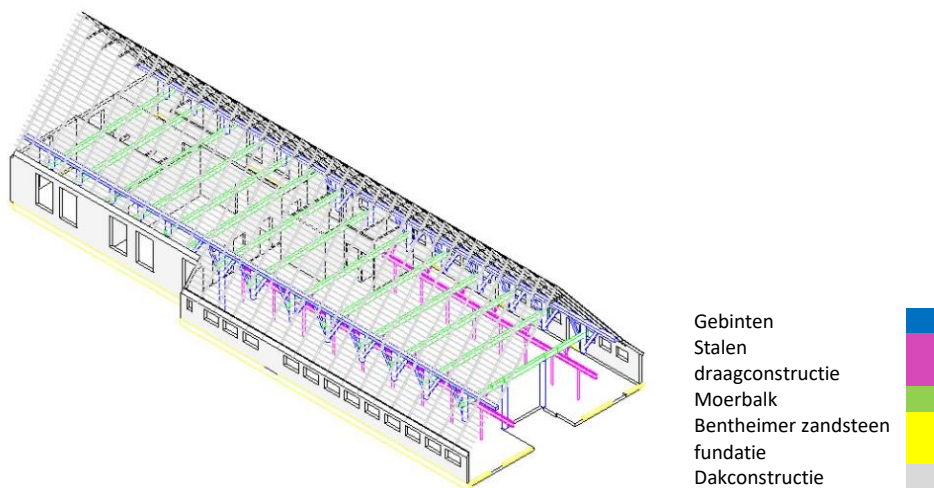 Gebinten
Stalen
draagconstructie
Moerbalk
Bentheimer zandsteen
fundatie
Dakconstructie